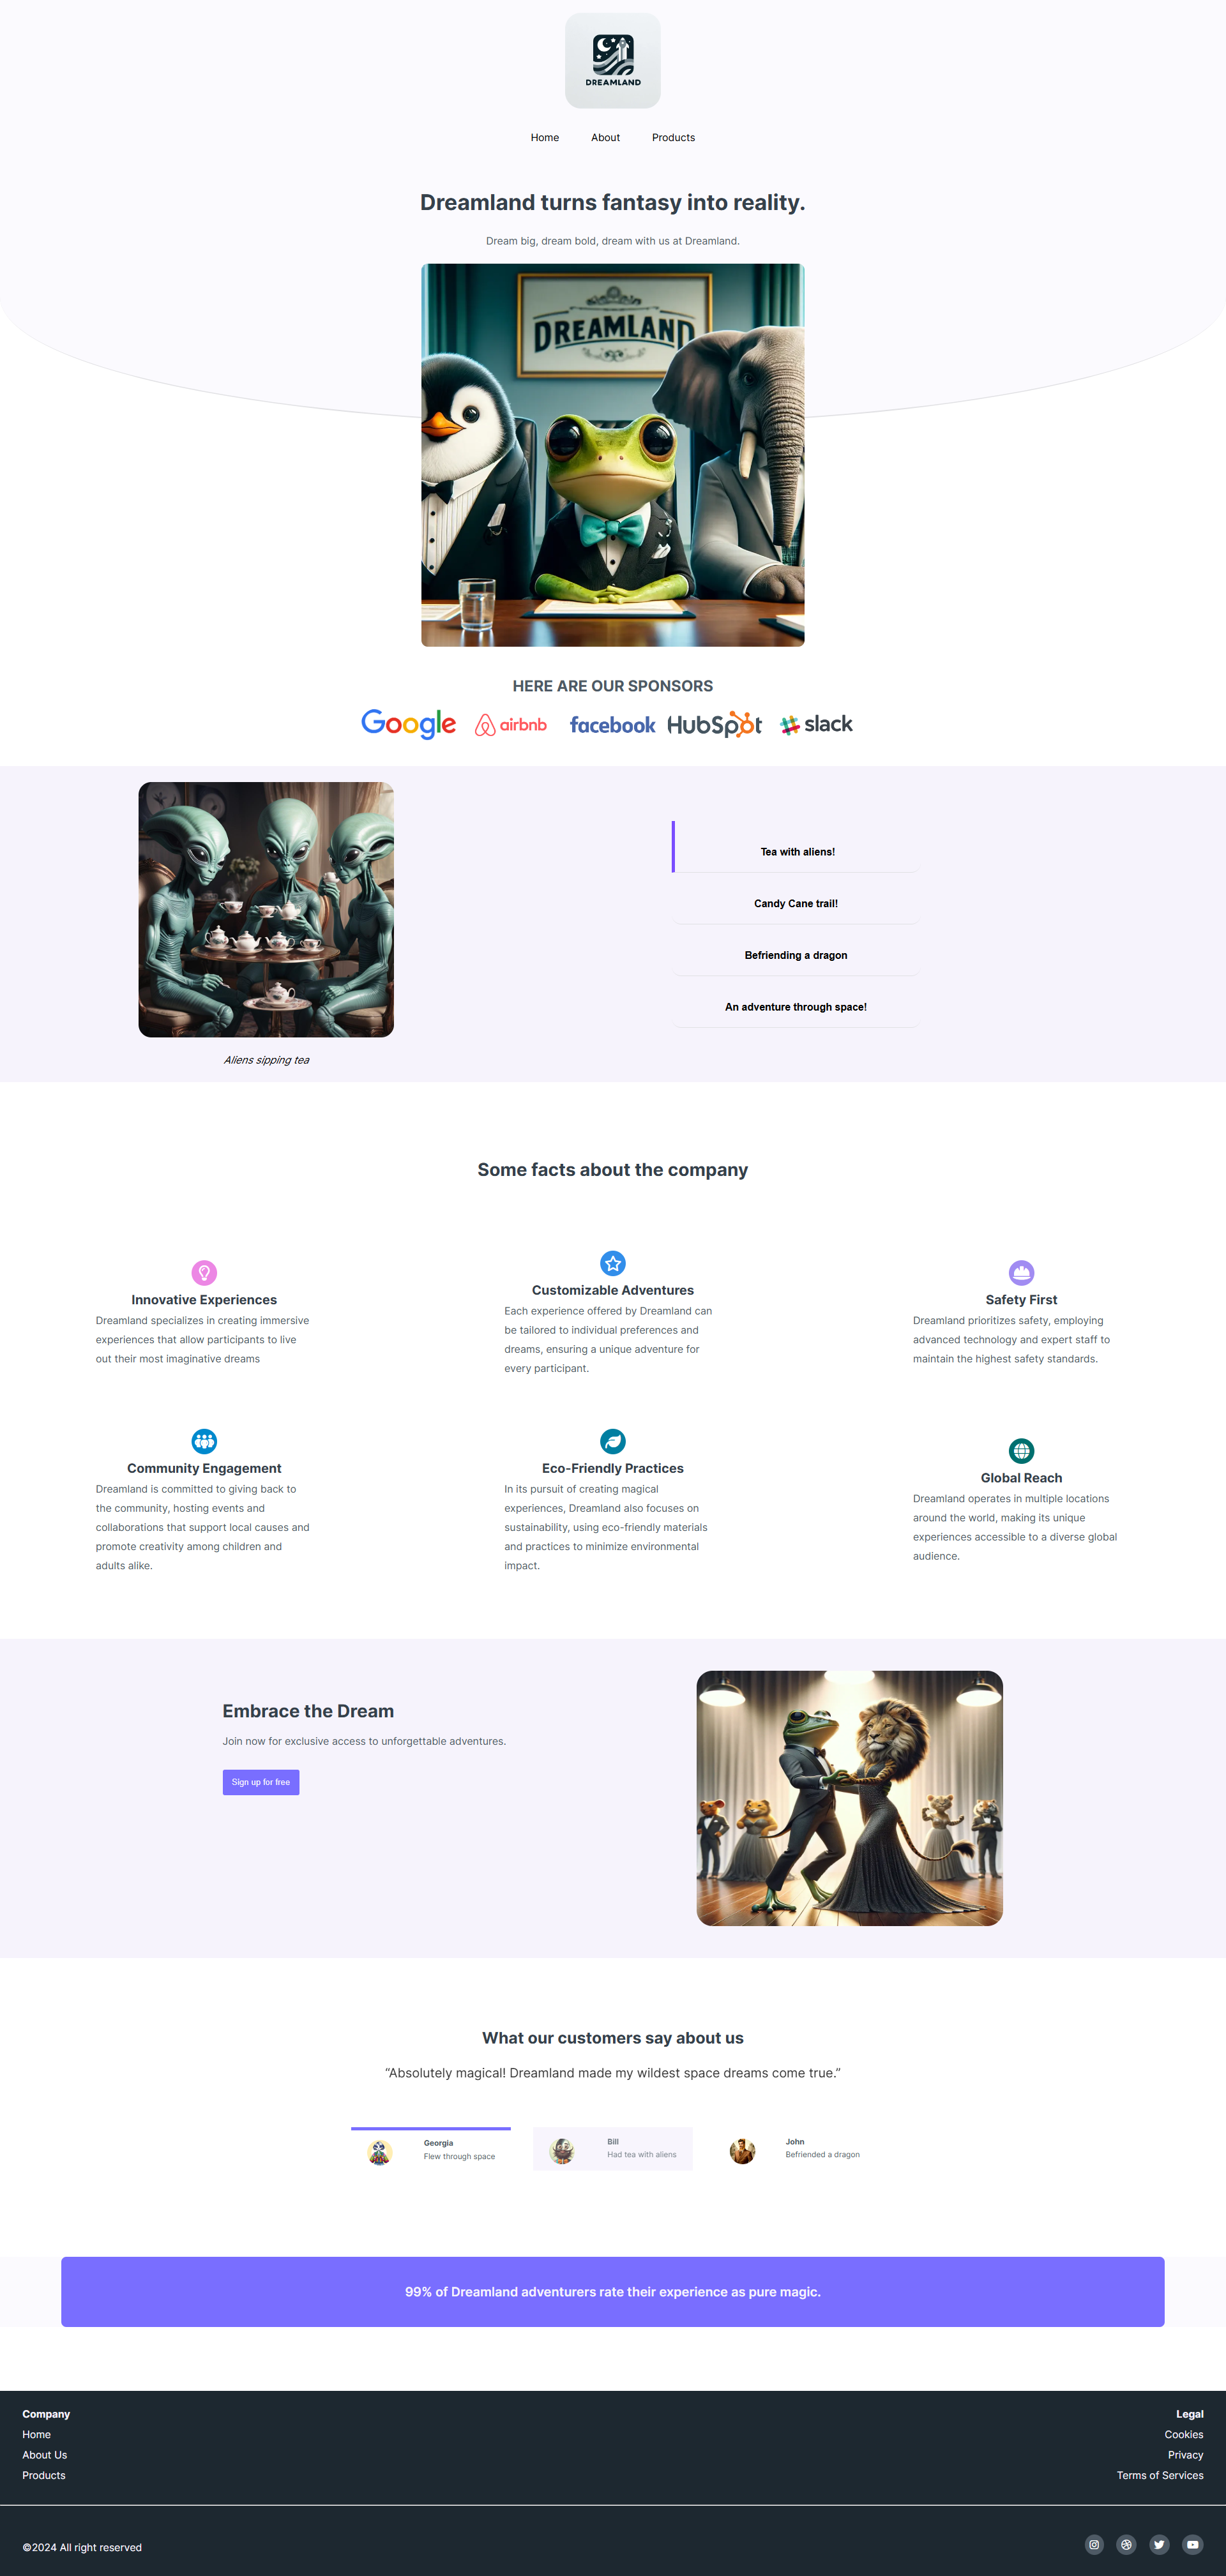 DREAMLAND
Home
About
Products
Dreamland turns fantasy into reality.
Dream big, dream bold, dream with us at Dreamland.
DREAMLAND
HERE ARE OUR SPONSORS
Google
airbnb
facebook
HubSpot
slack
Tea with aliens!
Candy Cane trail!
Befriending a dragon
An adventure through space!
Aliens sipping tea
Some facts about the company
Innovative Experiences
Dreamland specializes in creating immersive
experiences that allow participants to live
out their most imaginative dreams
Customizable Adventures
Each experience offered by Dreamland can
be tailored to individual preferences and
dreams, ensuring a unique adventure for
every participant.
Safety First
Dreamland prioritizes safety, employing
advanced technology and expert staff to
maintain the highest safety standards.
Community Engagement
Dreamland is committed to giving back to
the community, hosting events and
collaborations that support local causes and
promote creativity among children and
adults alike.
Eco-Friendly Practices
In its pursuit of creating magical
experiences, Dreamland also focuses on
sustainability, using eco-friendly materials
and practices to minimize environmental
impact.
Global Reach
Dreamland operates in multiple locations
around the world, making its unique
experiences accessible to a diverse global
audience.
Embrace the Dream
Join now for exclusive access to unforgettable adventures.
Sign up for free
What our customers say about us
“Absolutely magical! Dreamland made my wildest space dreams come true.”
Georgia
Flew through space
Bill
Had tea with aliens
John
Befriended a dragon
99% of Dreamland adventurers rate their experience as pure magic.
Company
Home
About Us
Products
Legal
Cookies
Privacy
Terms of Services
©2024 All right reserved